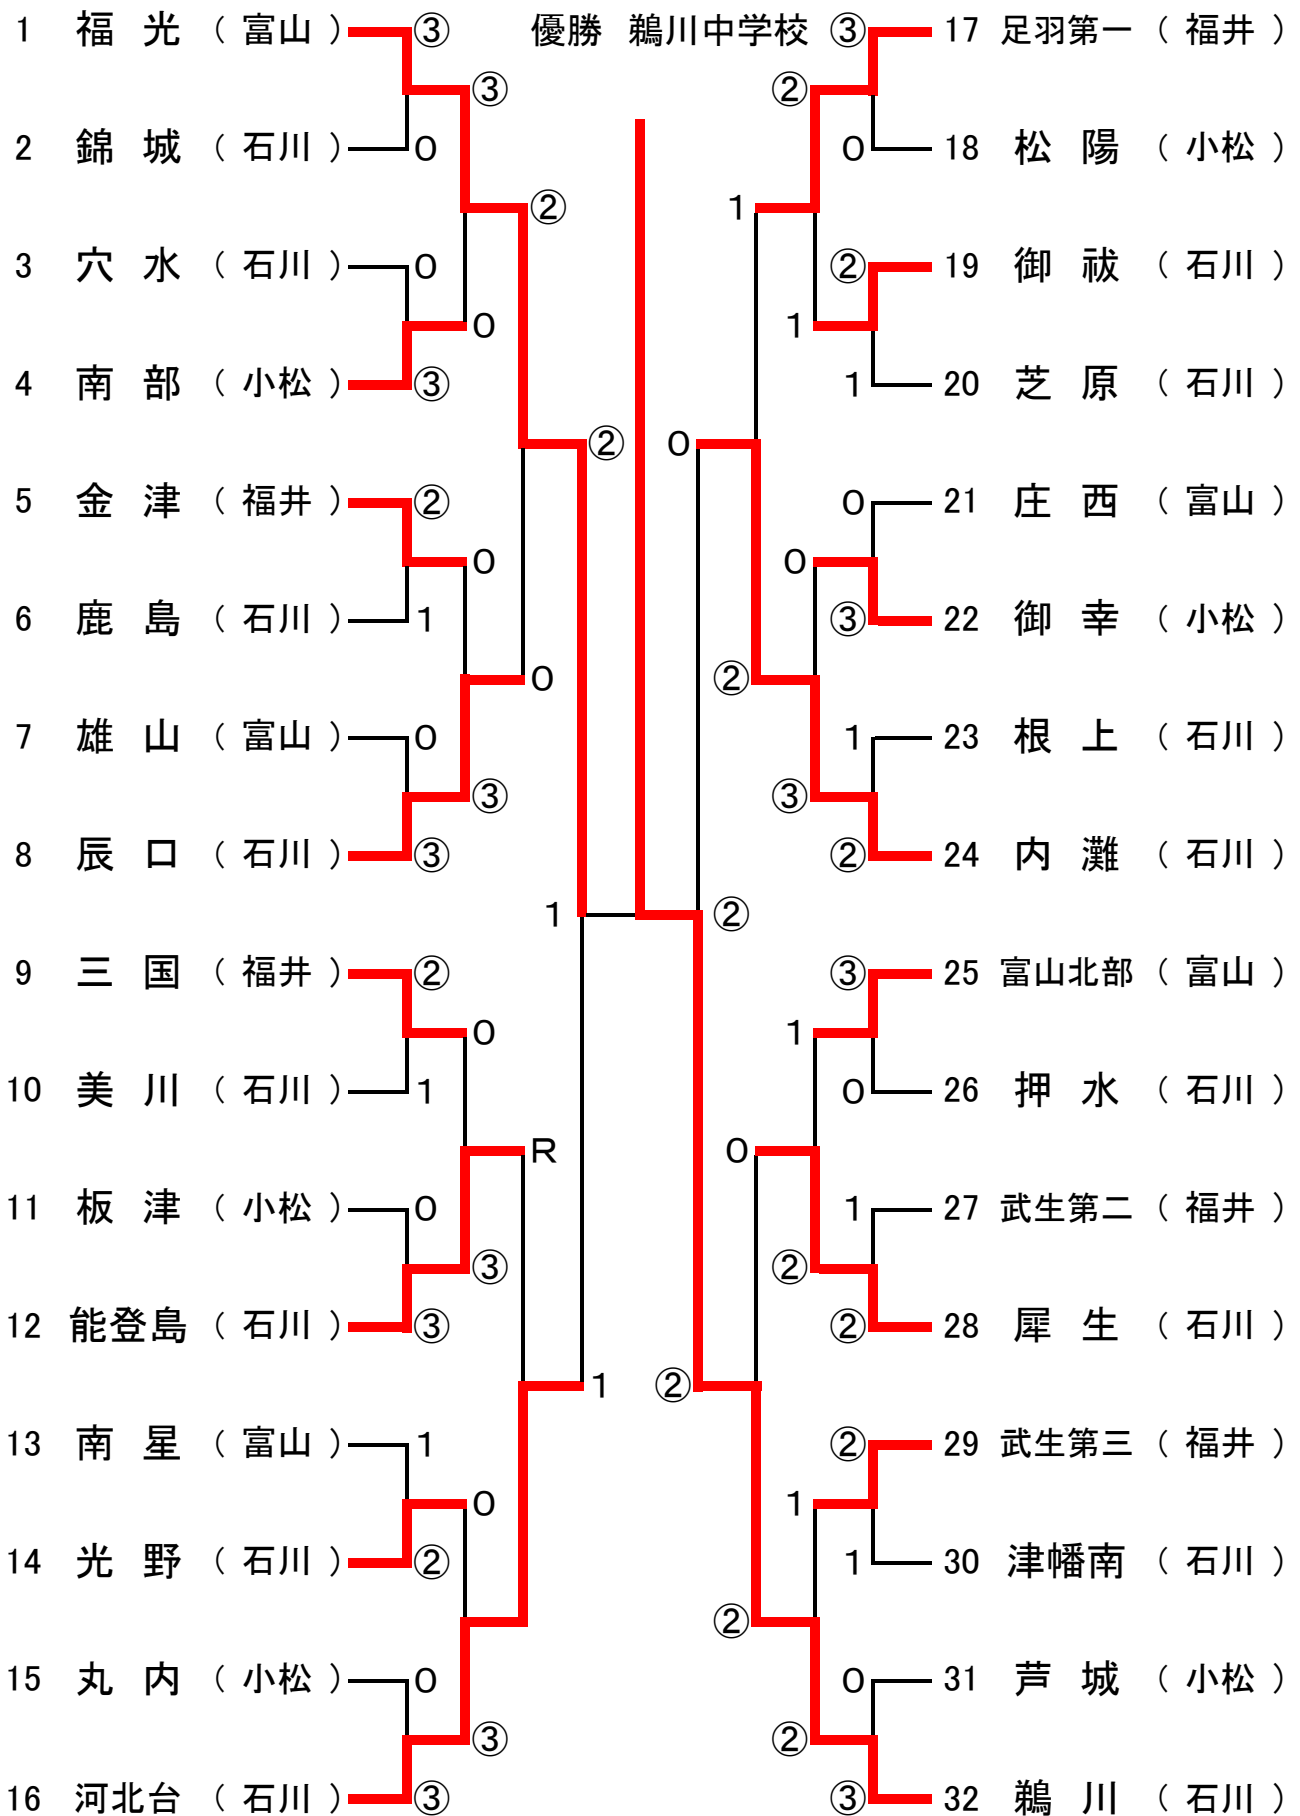 優勝 鵜川中学校
1 福光 (富山) ③
③
2 錦城 (石川) 0
②
3 穴水 (石川) 0
0
4 南部 (小松) ③
②
5 金津 (福井) ②
0
6 鹿島 (石川) 1
0
7 雄山 (富山) 0
③
8 辰口 (石川) ③
1
9 三国 (福井) ②
0
10 美川 (石川) 1
R
11 板津 (小松) 0
③
12 能登島 (石川) ③
1
13 南星 (富山) 1
0
14 光野 (石川) ②
15 丸内 (小松) 0
③
16 河北台 (石川) ③
③ 17 足羽第一 (福井)
②
0 18 松陽 (小松)
1
② 19 御祓 (石川)
1
1 20 芝原 (石川)
0
0 21 庄西 (富山)
0
③ 22 御幸 (小松)
②
1 23 根上 (石川)
③
② 24 内灘 (石川)
②
③ 25 富山北部 (富山)
1
0 26 押水 (石川)
0
1 27 武生第二 (福井)
②
② 28 犀生 (石川)
②
② 29 武生第三 (福井)
1
1 30 津幡南 (石川)
②
0 31 芦城 (小松)
②
③ 32 鵜川 (石川)